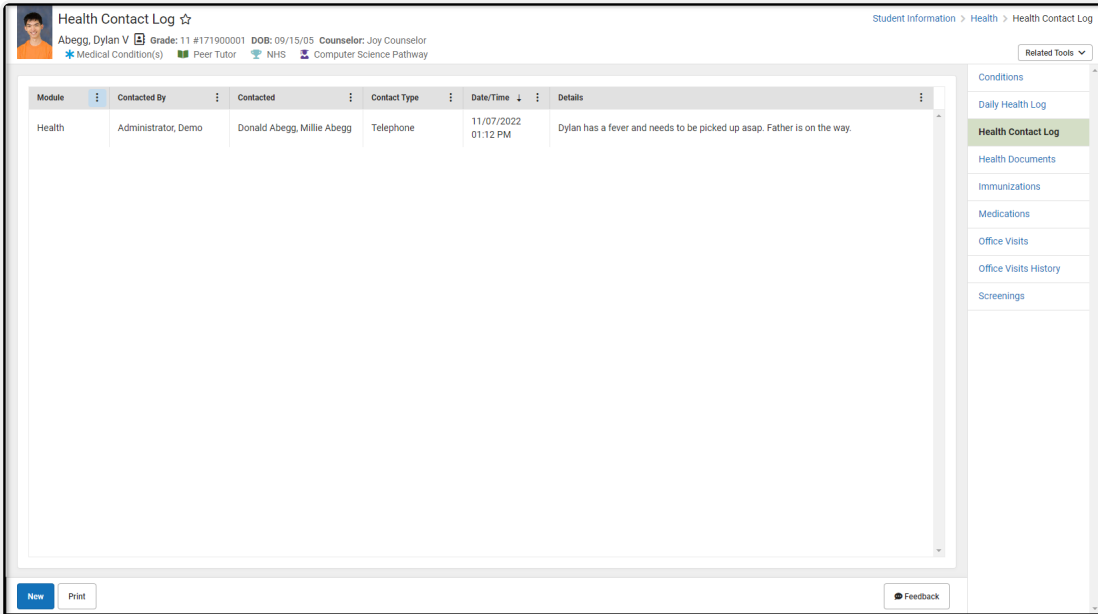 Health Contact Log
Student Information > Health > Health Contact Log
Abegg, Dylan V Grade: 11 #171900001 DOB: 09/15/05 Counselor: Joy Counselor
Medical Condition(s) Peer Tutor NHS Computer Science Pathway
Related Tools
Module Contacted By Contacted Contact Type Date/Time ↓ Details
Health Administrator, Demo Donald Abegg, Millie Abegg Telephone 11/07/2022 Dylan has a fever and needs to be picked up asap. Father is on the way.
01:12 PM
Conditions
Daily Health Log
Health Contact Log
Health Documents
Immunizations
Medications
Office Visits
Office Visits History
Screenings
New Print Feedback